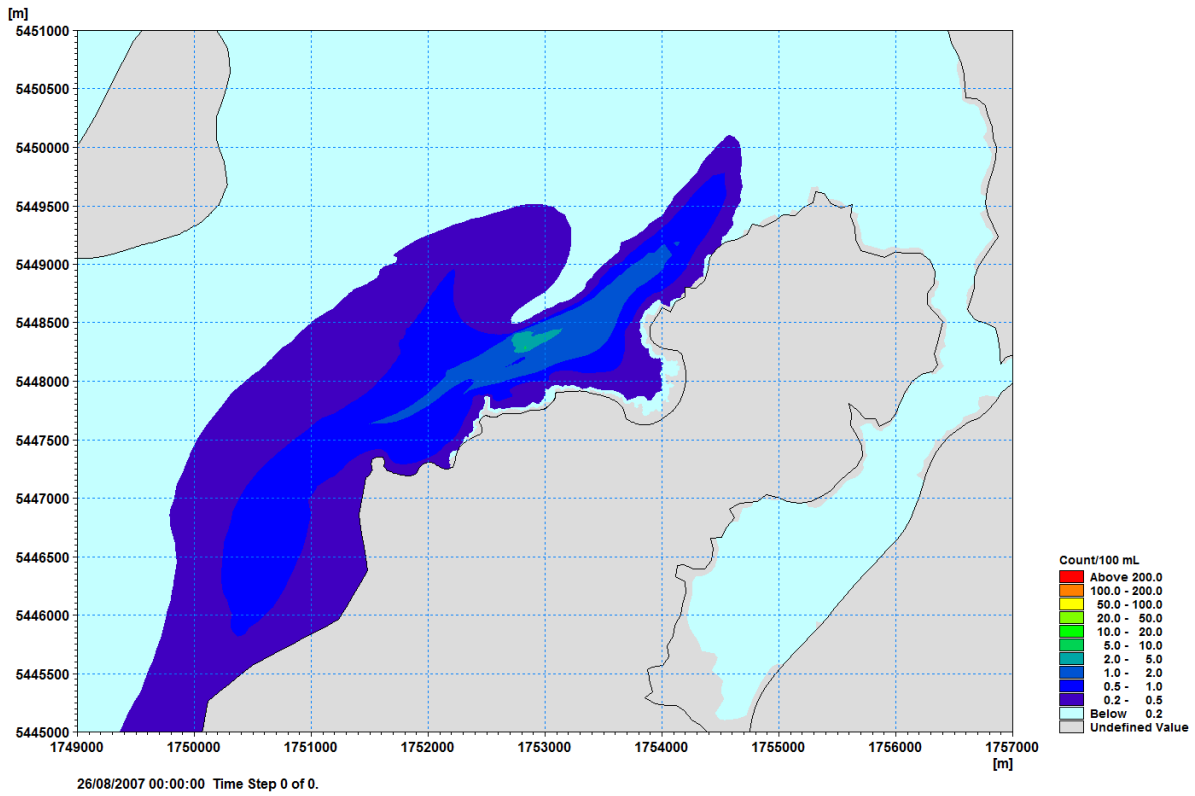 [m]
5451000
5450500
5450000
5449500
5449000
5448500
5448000
5447500
5447000
5446500
5446000
5445500
5445000
1749000 1750000 1751000 1752000 1753000 1754000 1755000 1756000 1757000
[m]
Count/100 mL
Above 200.0
100.0 - 200.0
50.0 - 100.0
20.0 - 50.0
10.0 - 20.0
5.0 - 10.0
2.0 - 5.0
1.0 - 2.0
0.5 - 1.0
0.2 - 0.5
Below 0.2
Undefined Value
26/08/2007 00:00:00 Time Step 0 of 0.